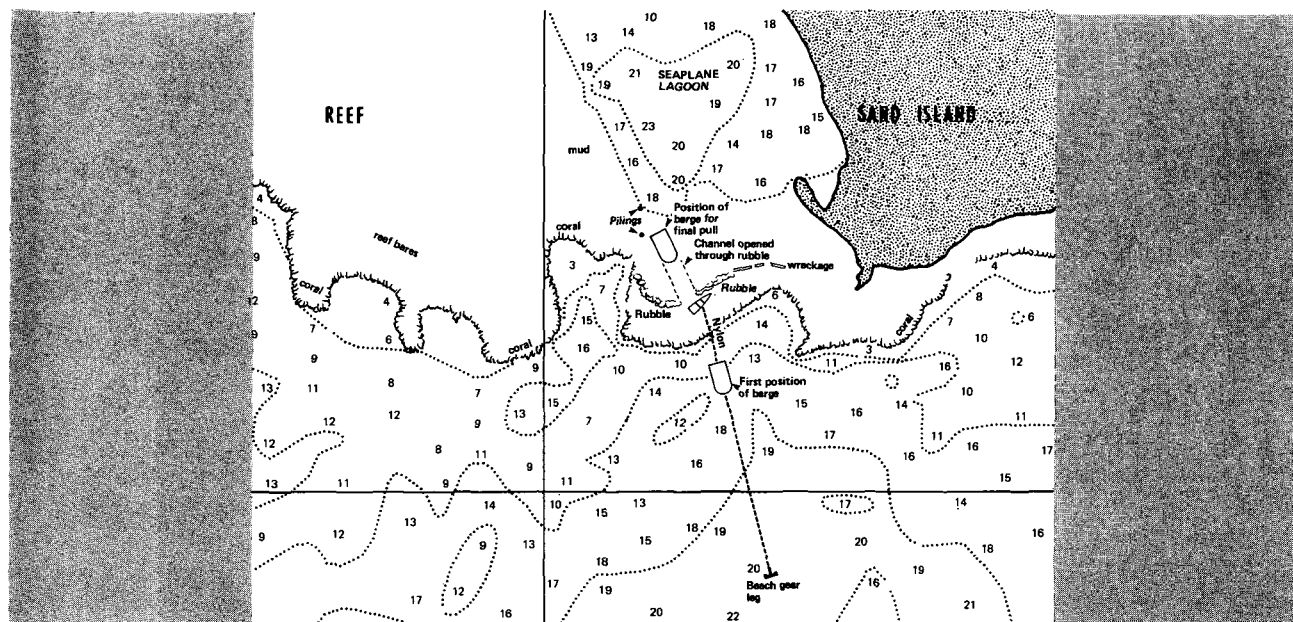 10 18 18
13 14
19 21 SEAPLANE 20 17
LAGOON
19 16
19 17
REEF SAND ISLAND
17 23 15
18 18
mud 20 14
16 17
20 16
4 18
8 Pilings Position of
barge for
final pull
reef bares coral
Channel opened
through rubble
9 3 wreckage
4
coral 7 Rubble 8
12 4 Rubble 6 6
15 14 7 10
7 4 Nylon coral
9 6 16 3
coral 13 12
9 9 10 10 11 16
13 11 8 7 First position
of barge
10
15 14 15 14
12 13 12 16 11
12 9 7 18 17
12 8 11 16 17
11 9 13 16 19 16
13 11 9 11 15
14 10 13 17 14
13 15 18 19 16
9 12 9 13 15 20 18
18 20 19
12 17 16
Beach gear
leg
17 19 21
16 20 22